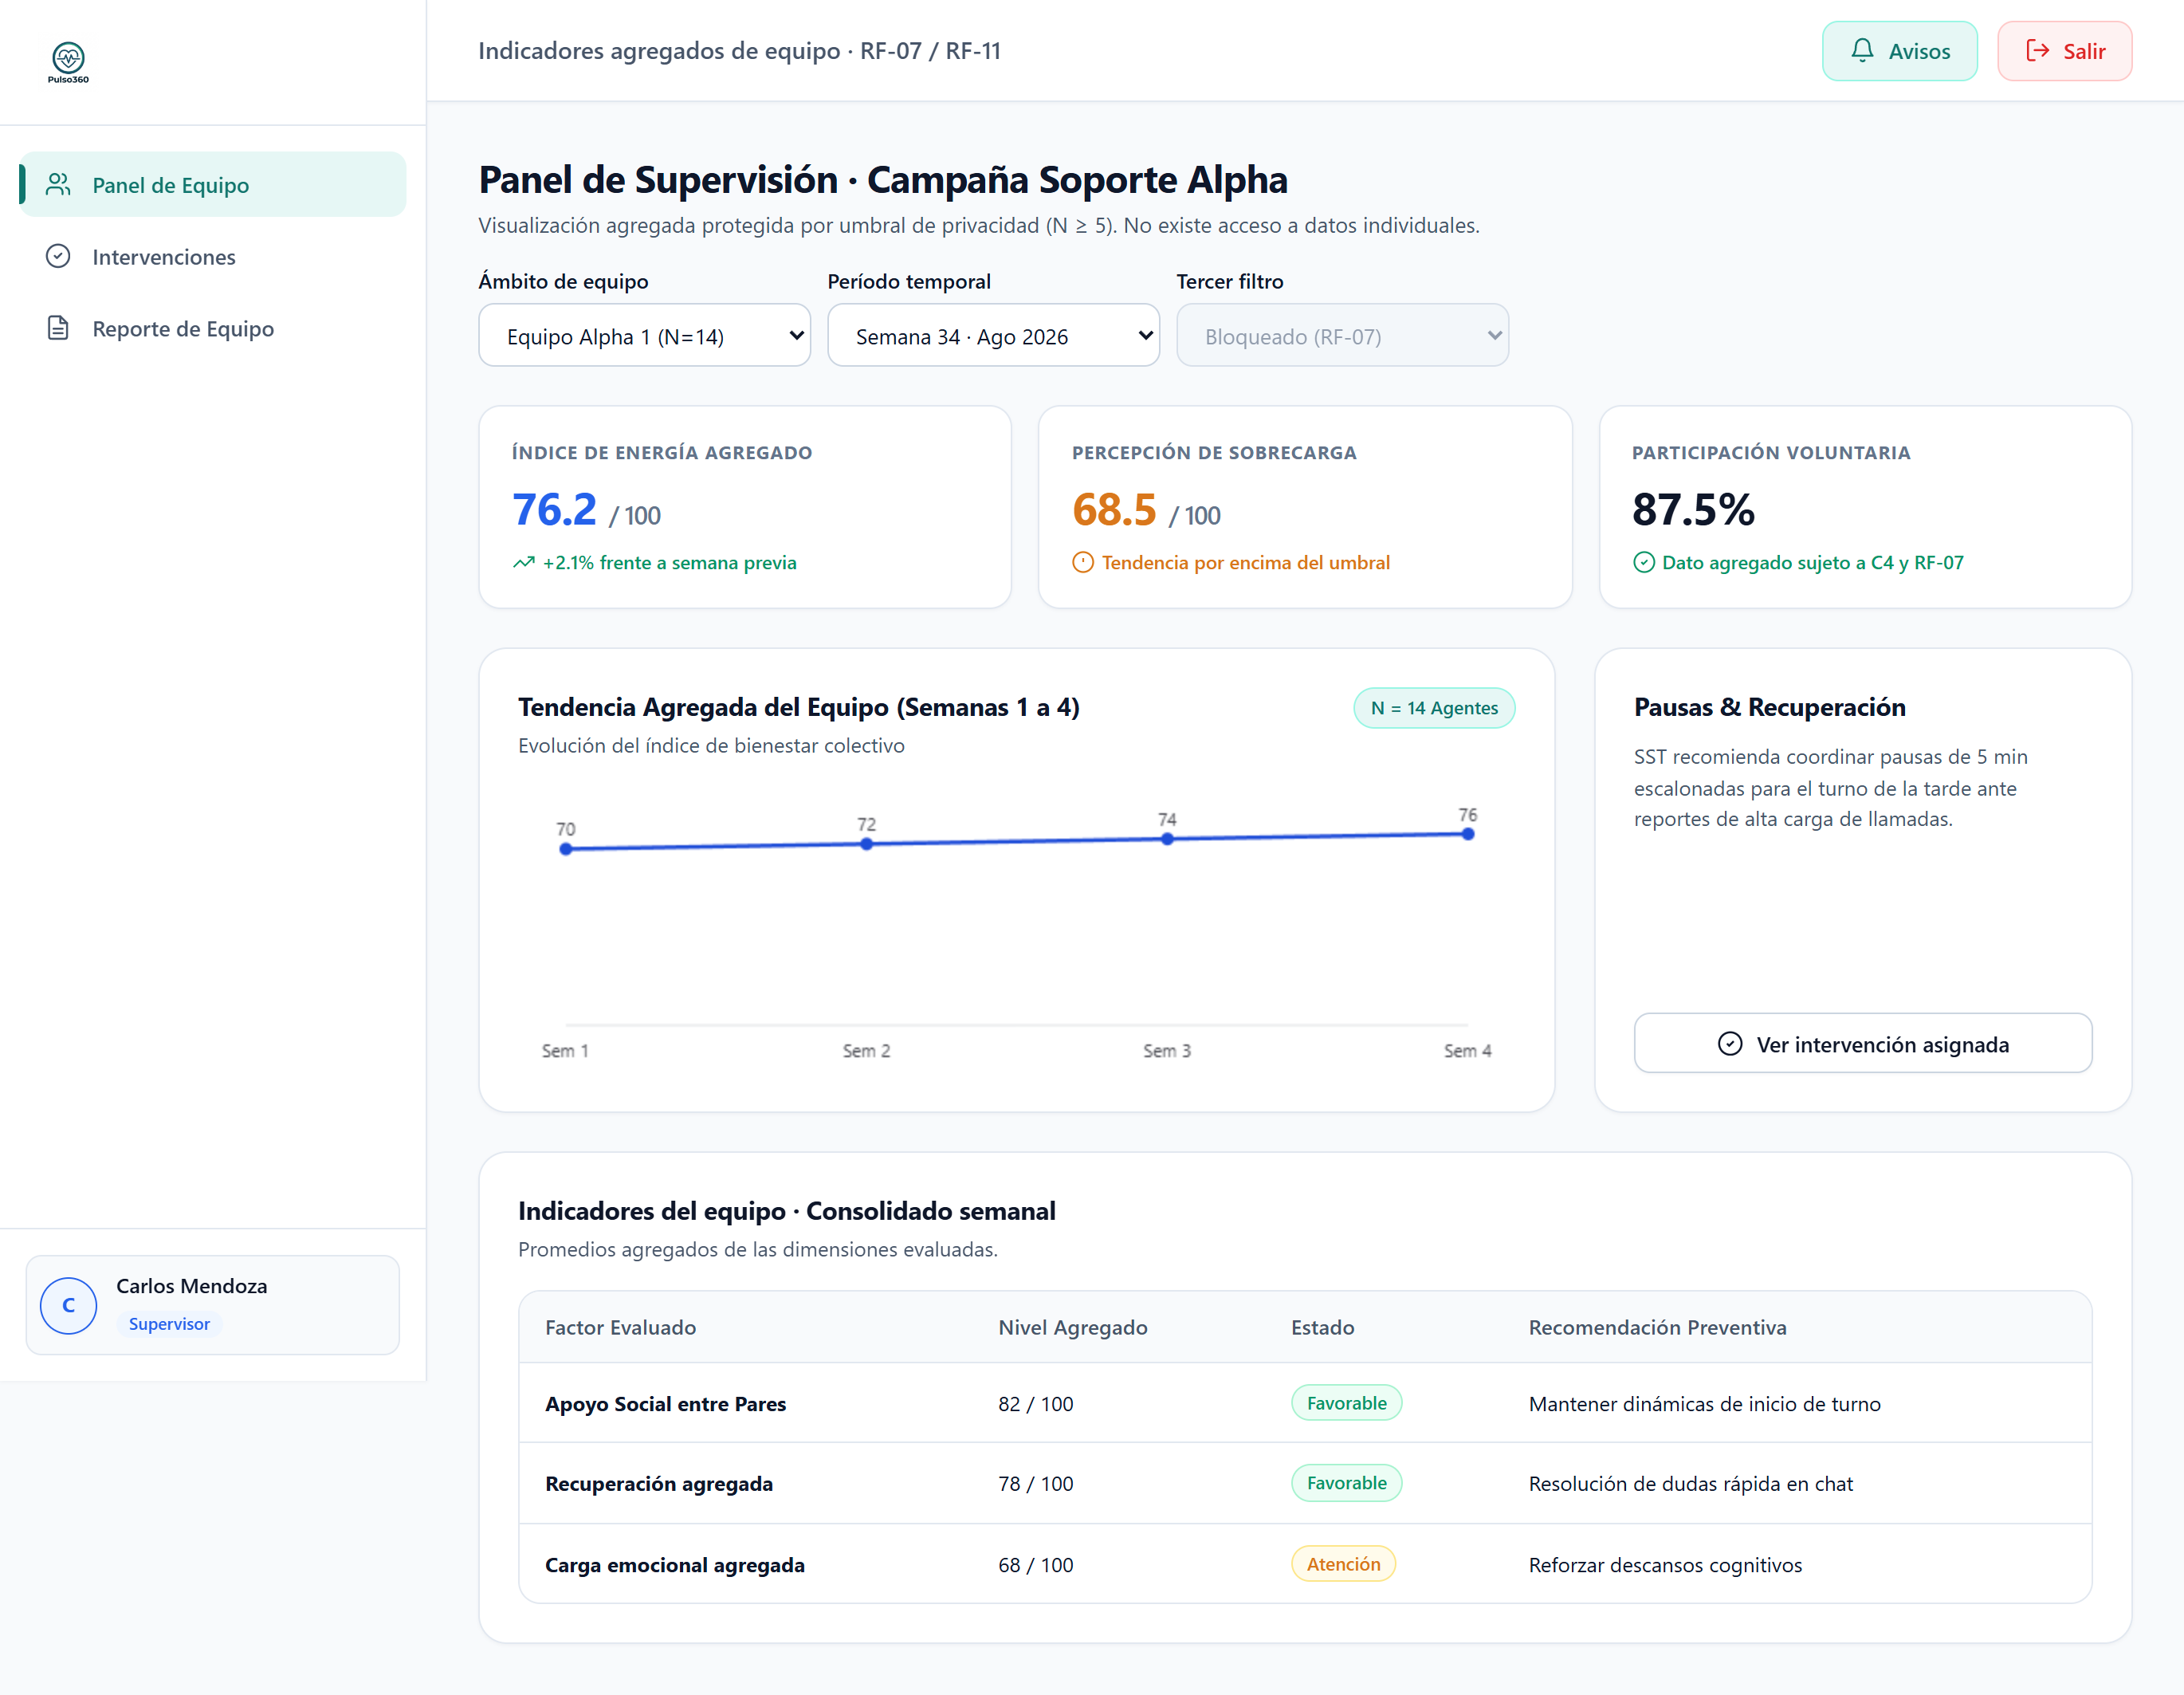 Pulso360
Indicadores agregados de equipo · RF-07 / RF-11
Avisos
Salir
Panel de Equipo
Intervenciones
Reporte de Equipo
Panel de Supervisión · Campaña Soporte Alpha
Visualización agregada protegida por umbral de privacidad (N ≥ 5). No existe acceso a datos individuales.
Ámbito de equipo
Equipo Alpha 1 (N=14)
Período temporal
Semana 34 · Ago 2026
Tercer filtro
Bloqueado (RF-07)
ÍNDICE DE ENERGÍA AGREGADO
76.2 / 100
+2.1% frente a semana previa
PERCEPCIÓN DE SOBRECARGA
68.5 / 100
Tendencia por encima del umbral
PARTICIPACIÓN VOLUNTARIA
87.5%
Dato agregado sujeto a C4 y RF-07
Tendencia Agregada del Equipo (Semanas 1 a 4)
N = 14 Agentes
Evolución del índice de bienestar colectivo
70
72
74
76
Sem 1
Sem 2
Sem 3
Sem 4
Pausas & Recuperación
SST recomienda coordinar pausas de 5 min
escalonadas para el turno de la tarde ante
reportes de alta carga de llamadas.
Ver intervención asignada
Indicadores del equipo · Consolidado semanal
Promedios agregados de las dimensiones evaluadas.
Factor Evaluado Nivel Agregado Estado Recomendación Preventiva
Apoyo Social entre Pares 82 / 100 Favorable Mantener dinámicas de inicio de turno
Recuperación agregada 78 / 100 Favorable Resolución de dudas rápida en chat
Carga emocional agregada 68 / 100 Atención Reforzar descansos cognitivos
C
Carlos Mendoza
Supervisor